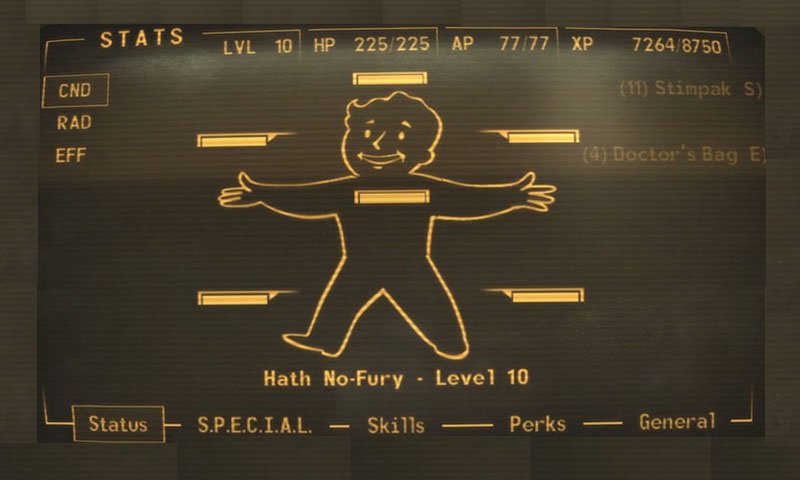 STATS
LVL 10 HP 225/225 AP 77/77 XP 7264/8750
CND
(11) Stimpak S)
RAD
EFF
(4) Doctor's Bag E)
Hath No-Fury - Level 10
Status S.P.E.C.I.A.L. Skills Perks General